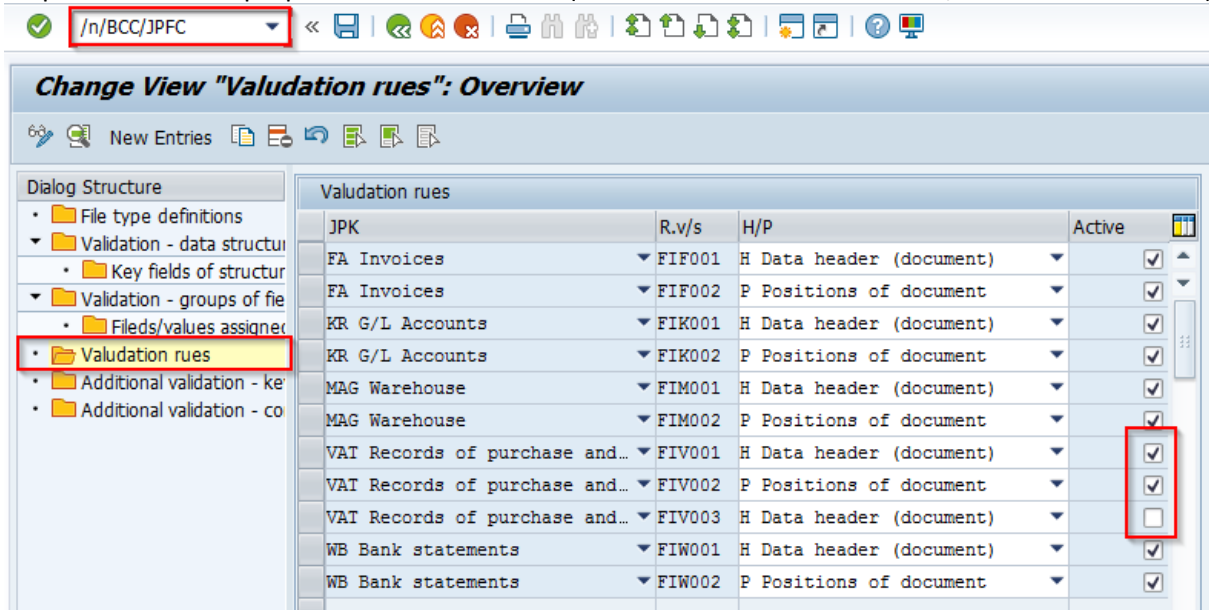 /n/BCC/JPFC
Change View "Valudation rues": Overview
New Entries
Dialog Structure
File type definitions
Validation - data structur
Key fields of structur
Validation - groups of fie
Fileds/values assigned
Valudation rues
Additional validation - ke
Additional validation - co
Valudation rues
JPK R.v/s H/P Active
FA Invoices FIF001 H Data header (document)
FA Invoices FIF002 P Positions of document
KR G/L Accounts FIK001 H Data header (document)
KR G/L Accounts FIK002 P Positions of document
MAG Warehouse FIM001 H Data header (document)
MAG Warehouse FIM002 P Positions of document
VAT Records of purchase and… FIV001 H Data header (document)
VAT Records of purchase and… FIV002 P Positions of document
VAT Records of purchase and… FIV003 H Data header (document)
WB Bank statements FIW001 H Data header (document)
WB Bank statements FIW002 P Positions of document